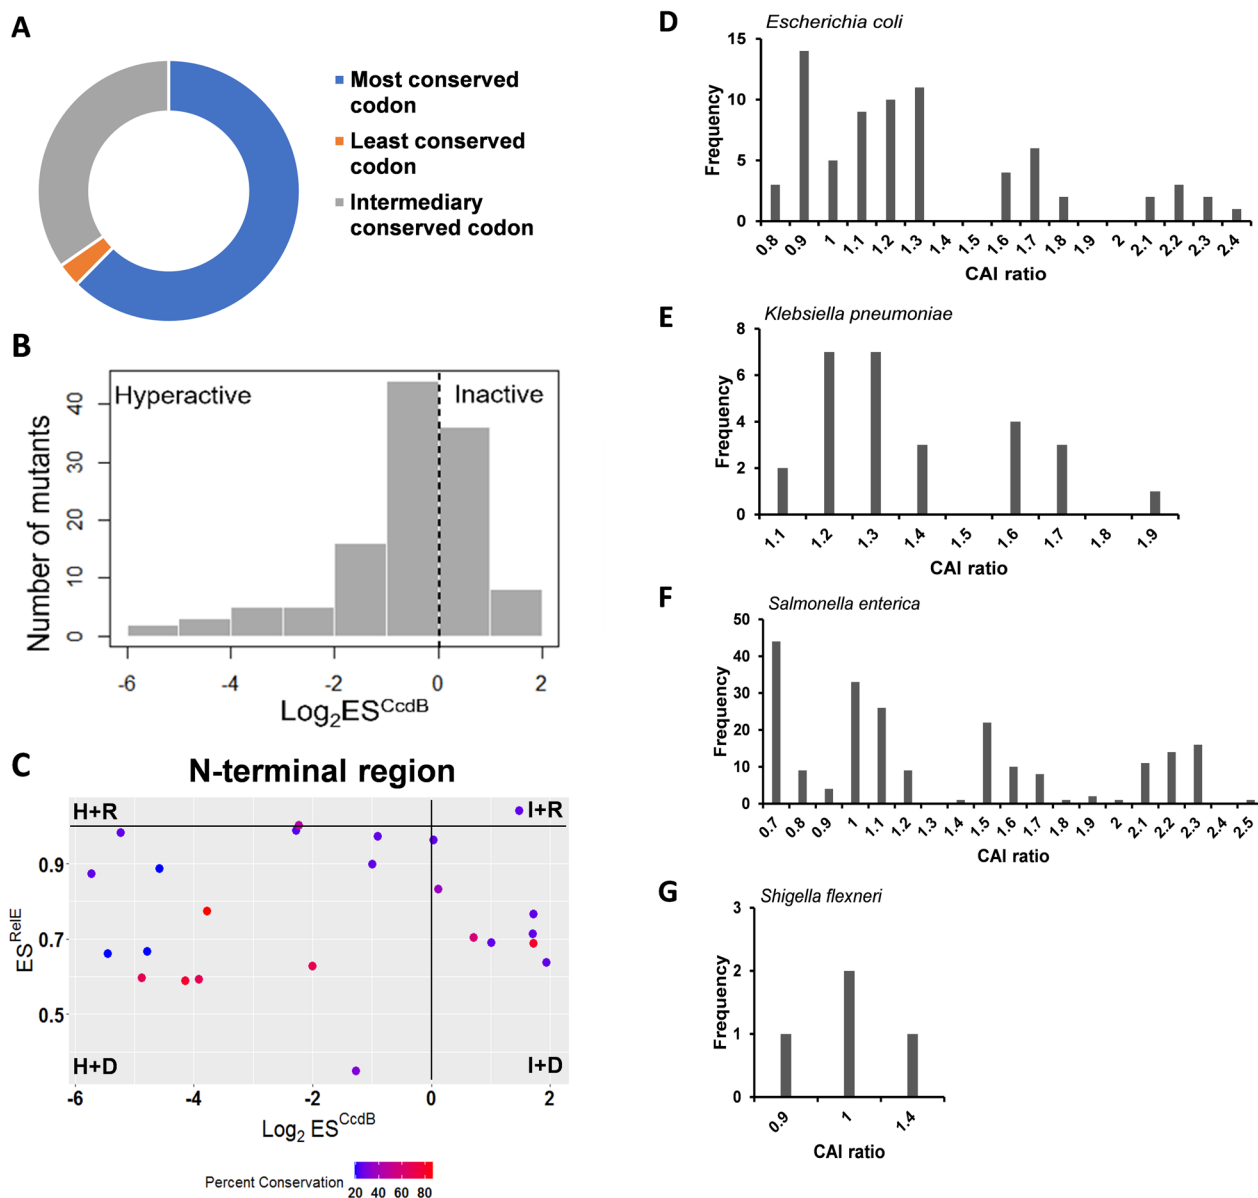 A
Most conserved
codon
Least conserved
codon
Intermediary
conserved codon
B
Hyperactive
Inactive
Number of mutants
40
30
20
10
0
-6
-4
-2
0
2
Log2ESCcdB
C
N-terminal region
H+R
I+R
ESRelE
0.9
0.7
0.5
H+D
I+D
-6
-4
-2
0
2
Log2 ESCcdB
Percent Conservation
20 40 60 80
D
Escherichia coli
Frequency
15
10
5
0
0.8 0.9 1 1.1 1.2 1.3 1.4 1.5 1.6 1.7 1.8 1.9 2 2.1 2.2 2.3 2.4
CAI ratio
E
Klebsiella pneumoniae
Frequency
8
6
4
2
0
1.1 1.2 1.3 1.4 1.5 1.6 1.7 1.8 1.9
CAI ratio
F
Salmonella enterica
Frequency
50
40
30
20
10
0
0.7 0.8 0.9 1 1.1 1.2 1.3 1.4 1.5 1.6 1.7 1.8 1.9 2 2.1 2.2 2.3 2.4 2.5
CAI ratio
G
Shigella flexneri
Frequency
3
2
1
0
0.9 1 1.4
CAI ratio